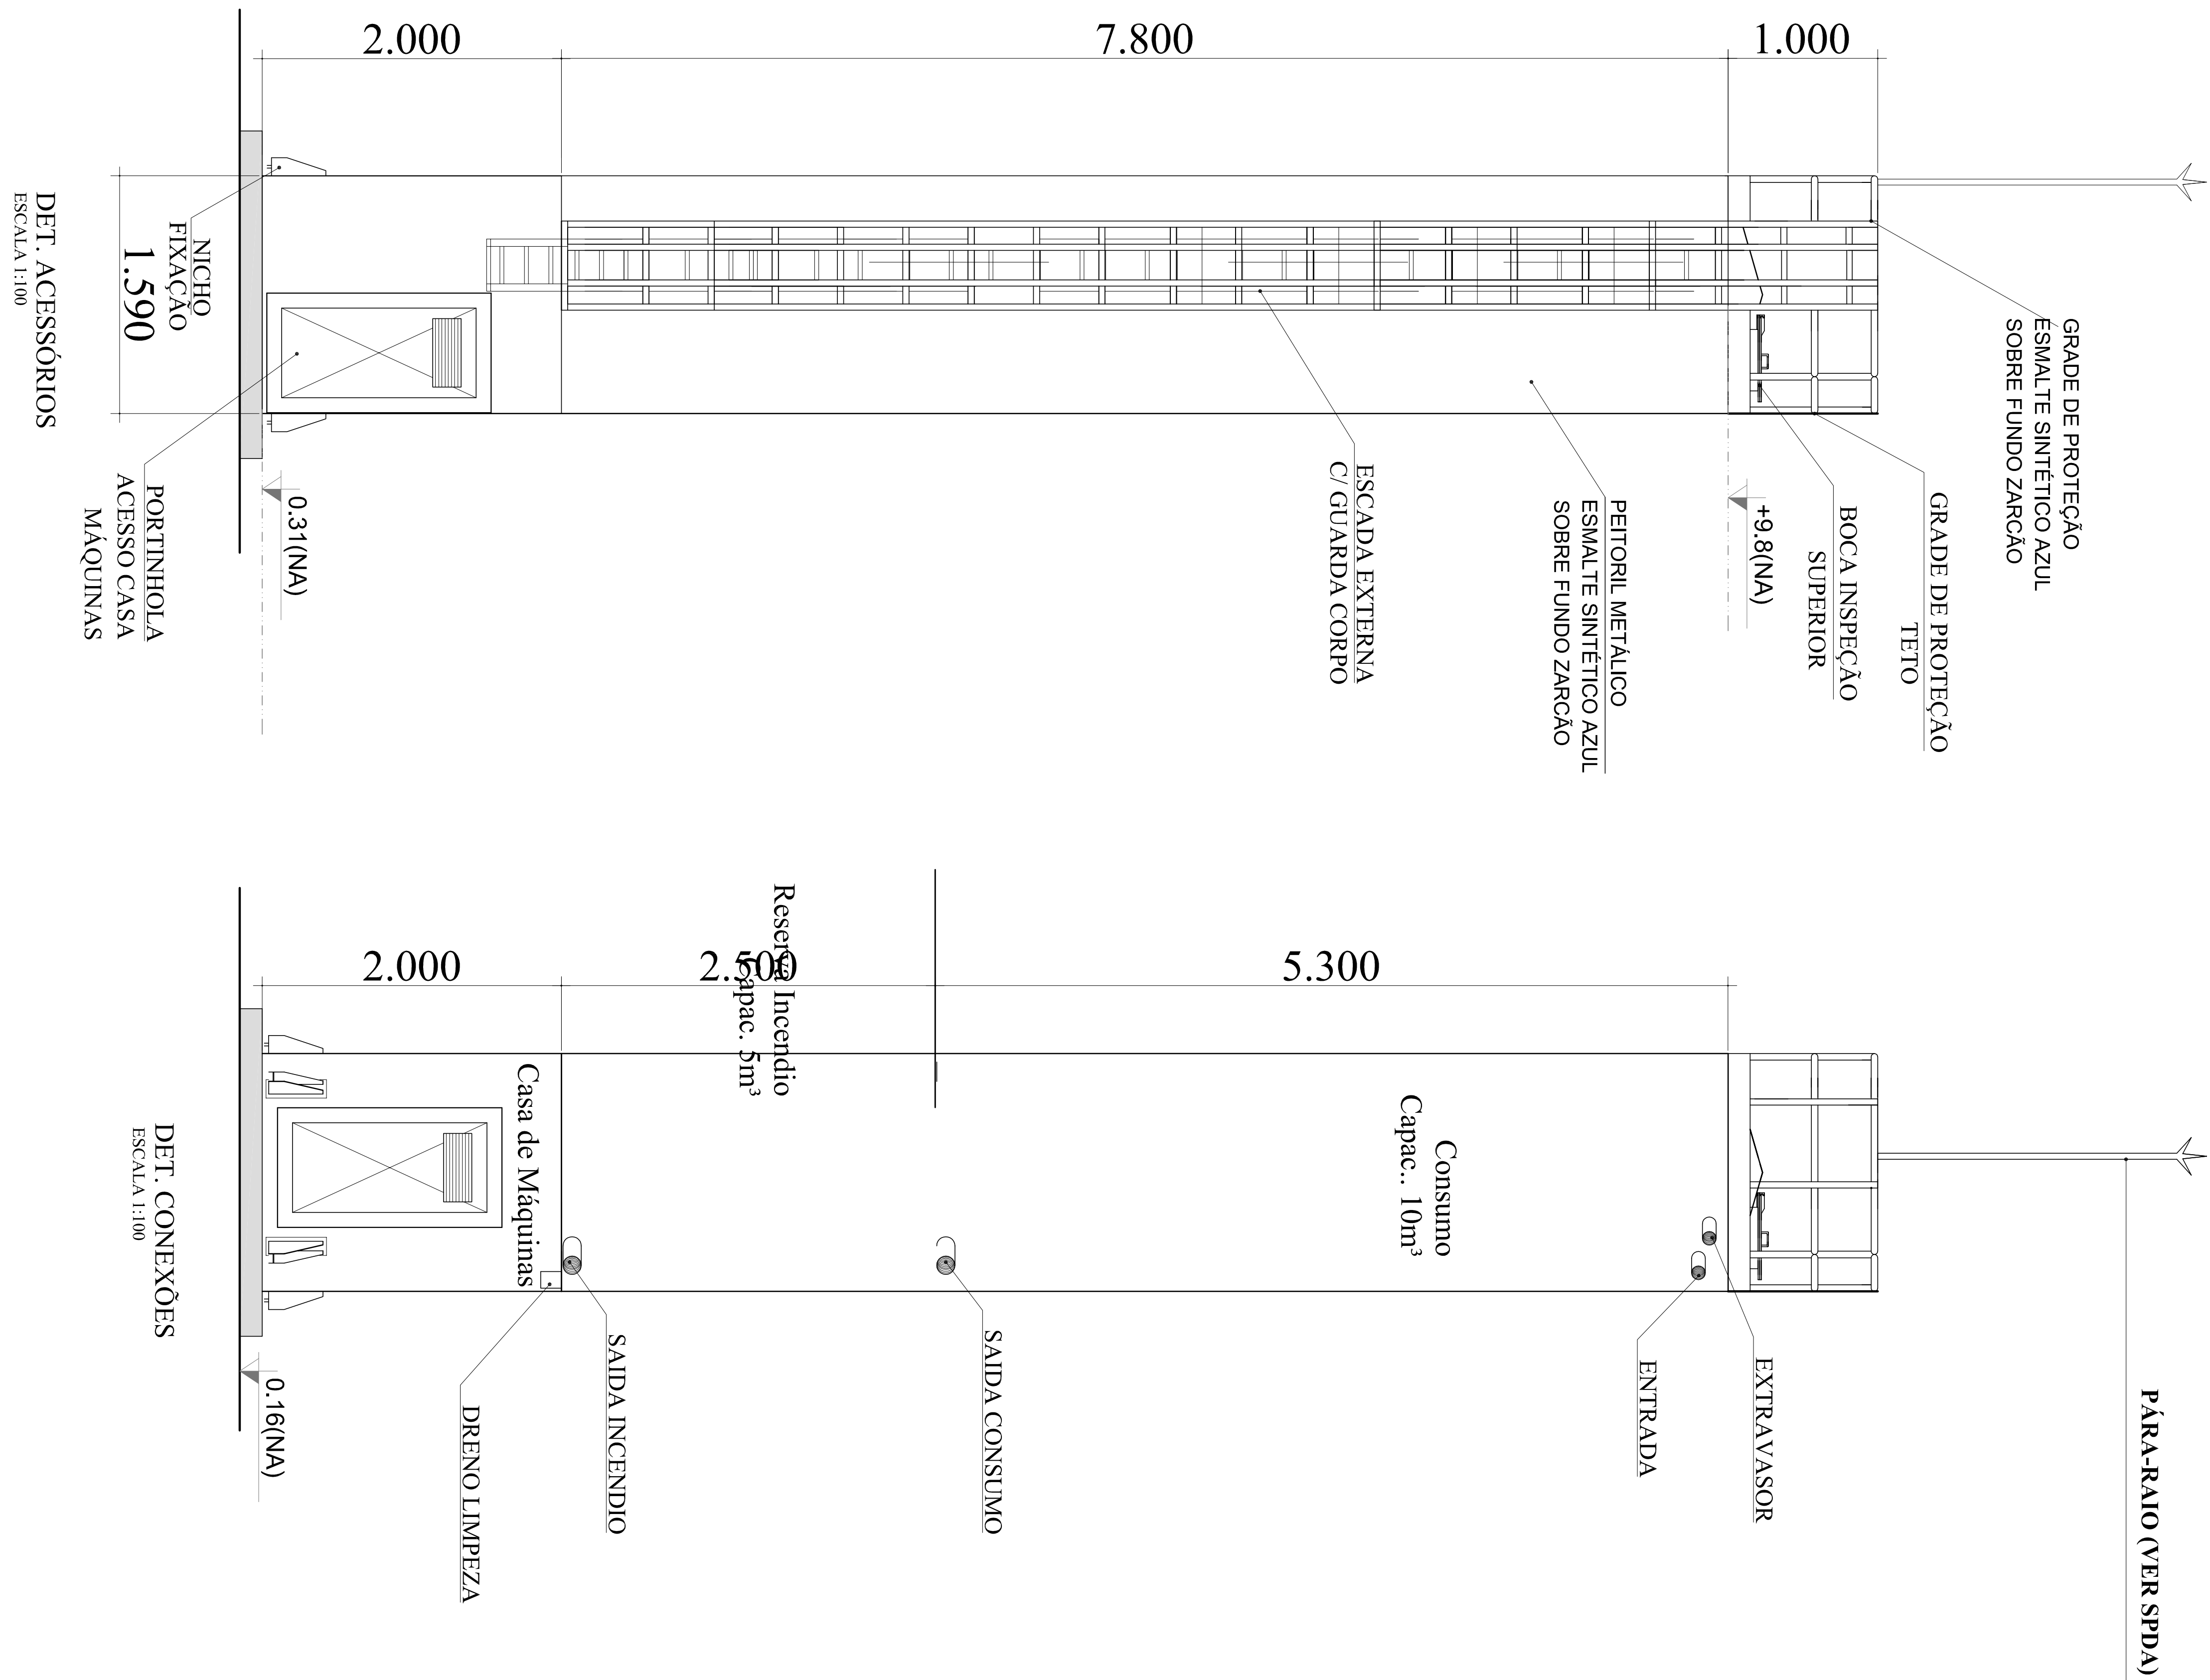 2.000
7.800
1.000
GRADE DE PROTEÇÃO
ESMALTE SINTÉTICO AZUL
SOBRE FUNDO ZARCÃO
GRADE DE PROTEÇÃO
TETO
BOCA INSPEÇÃO
SUPERIOR
+9.8(NA)
PEITORIL METÁLICO
ESMALTE SINTÉTICO AZUL
SOBRE FUNDO ZARCÃO
ESCADA EXTERNA
C/ GUARDA CORPO
0.31(NA)
PORTINHOLA
ACESSO CASA
MÁQUINAS
NICHO
FIXAÇÃO
1.590
DET. ACESSÓRIOS
ESCALA 1:100
2.000
2.500
5.300
Reserva Incendio
Capac. 5m³
Consumo
Capac.. 10m³
Casa de Máquinas
PÁRA-RAIO (VER SPDA)
EXTRAVASOR
ENTRADA
SAIDA CONSUMO
SAIDA INCENDIO
DRENO LIMPEZA
0.16(NA)
DET. CONEXÕES
ESCALA 1:100